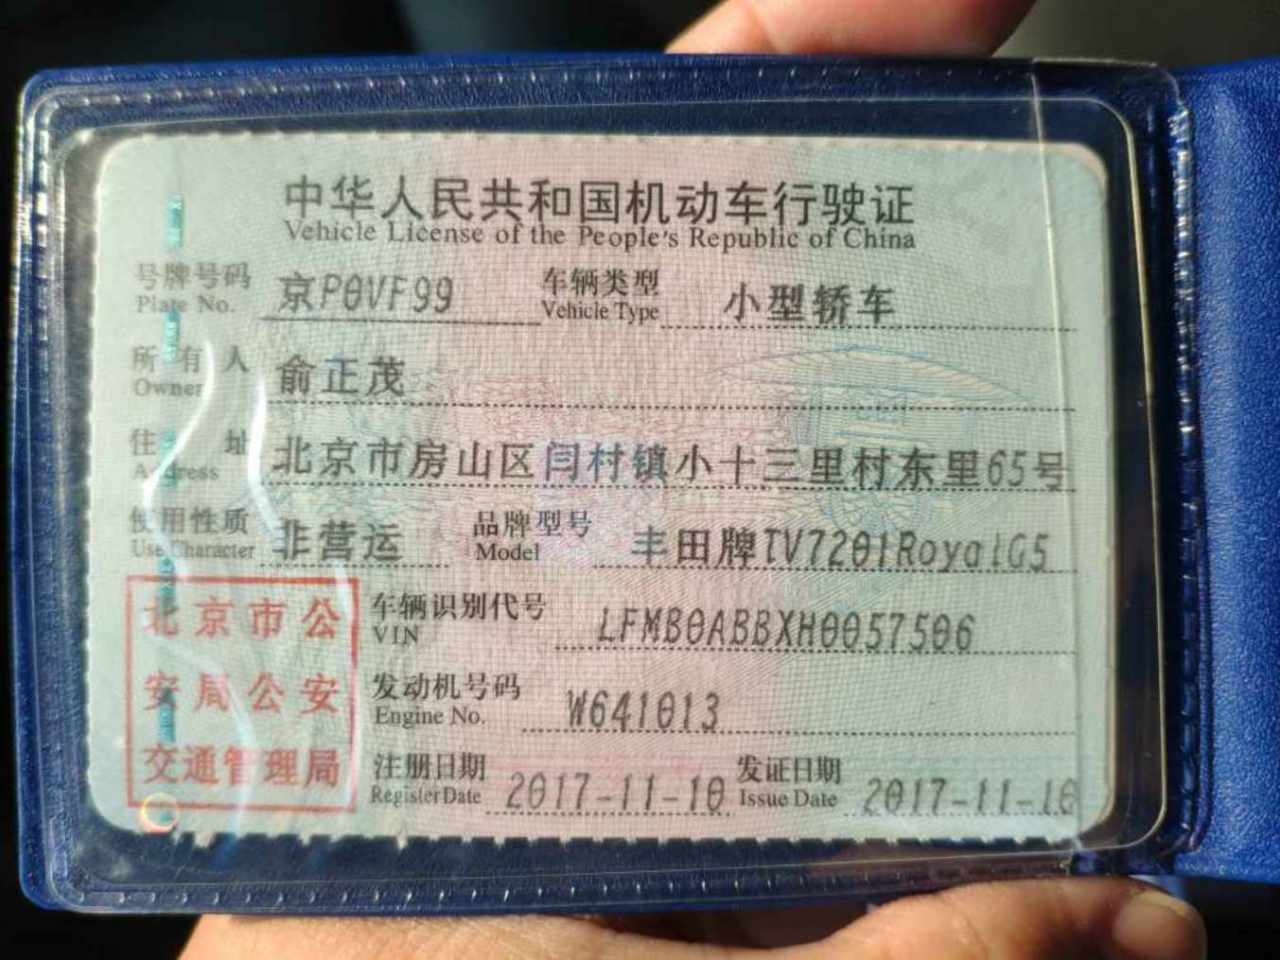 中华人民共和国机动车行驶证
Vehicle License of the People's Republic of China
号牌号码 京P0VF99 车辆类型 小型轿车
Plate No. Vehicle Type
所有人 俞正茂
Owner
住址 北京市房山区闫村镇小十三里村东里65号
Address
使用性质 非营运 品牌型号 丰田牌TV7201RoyalG5
Use Character Model
北京市公
安局公安
交通管理局
车辆识别代号 LFMB0ABBXH0057506
VIN
发动机号码 W641013
Engine No.
注册日期 2017-11-10 发证日期 2017-11-10
Register Date Issue Date